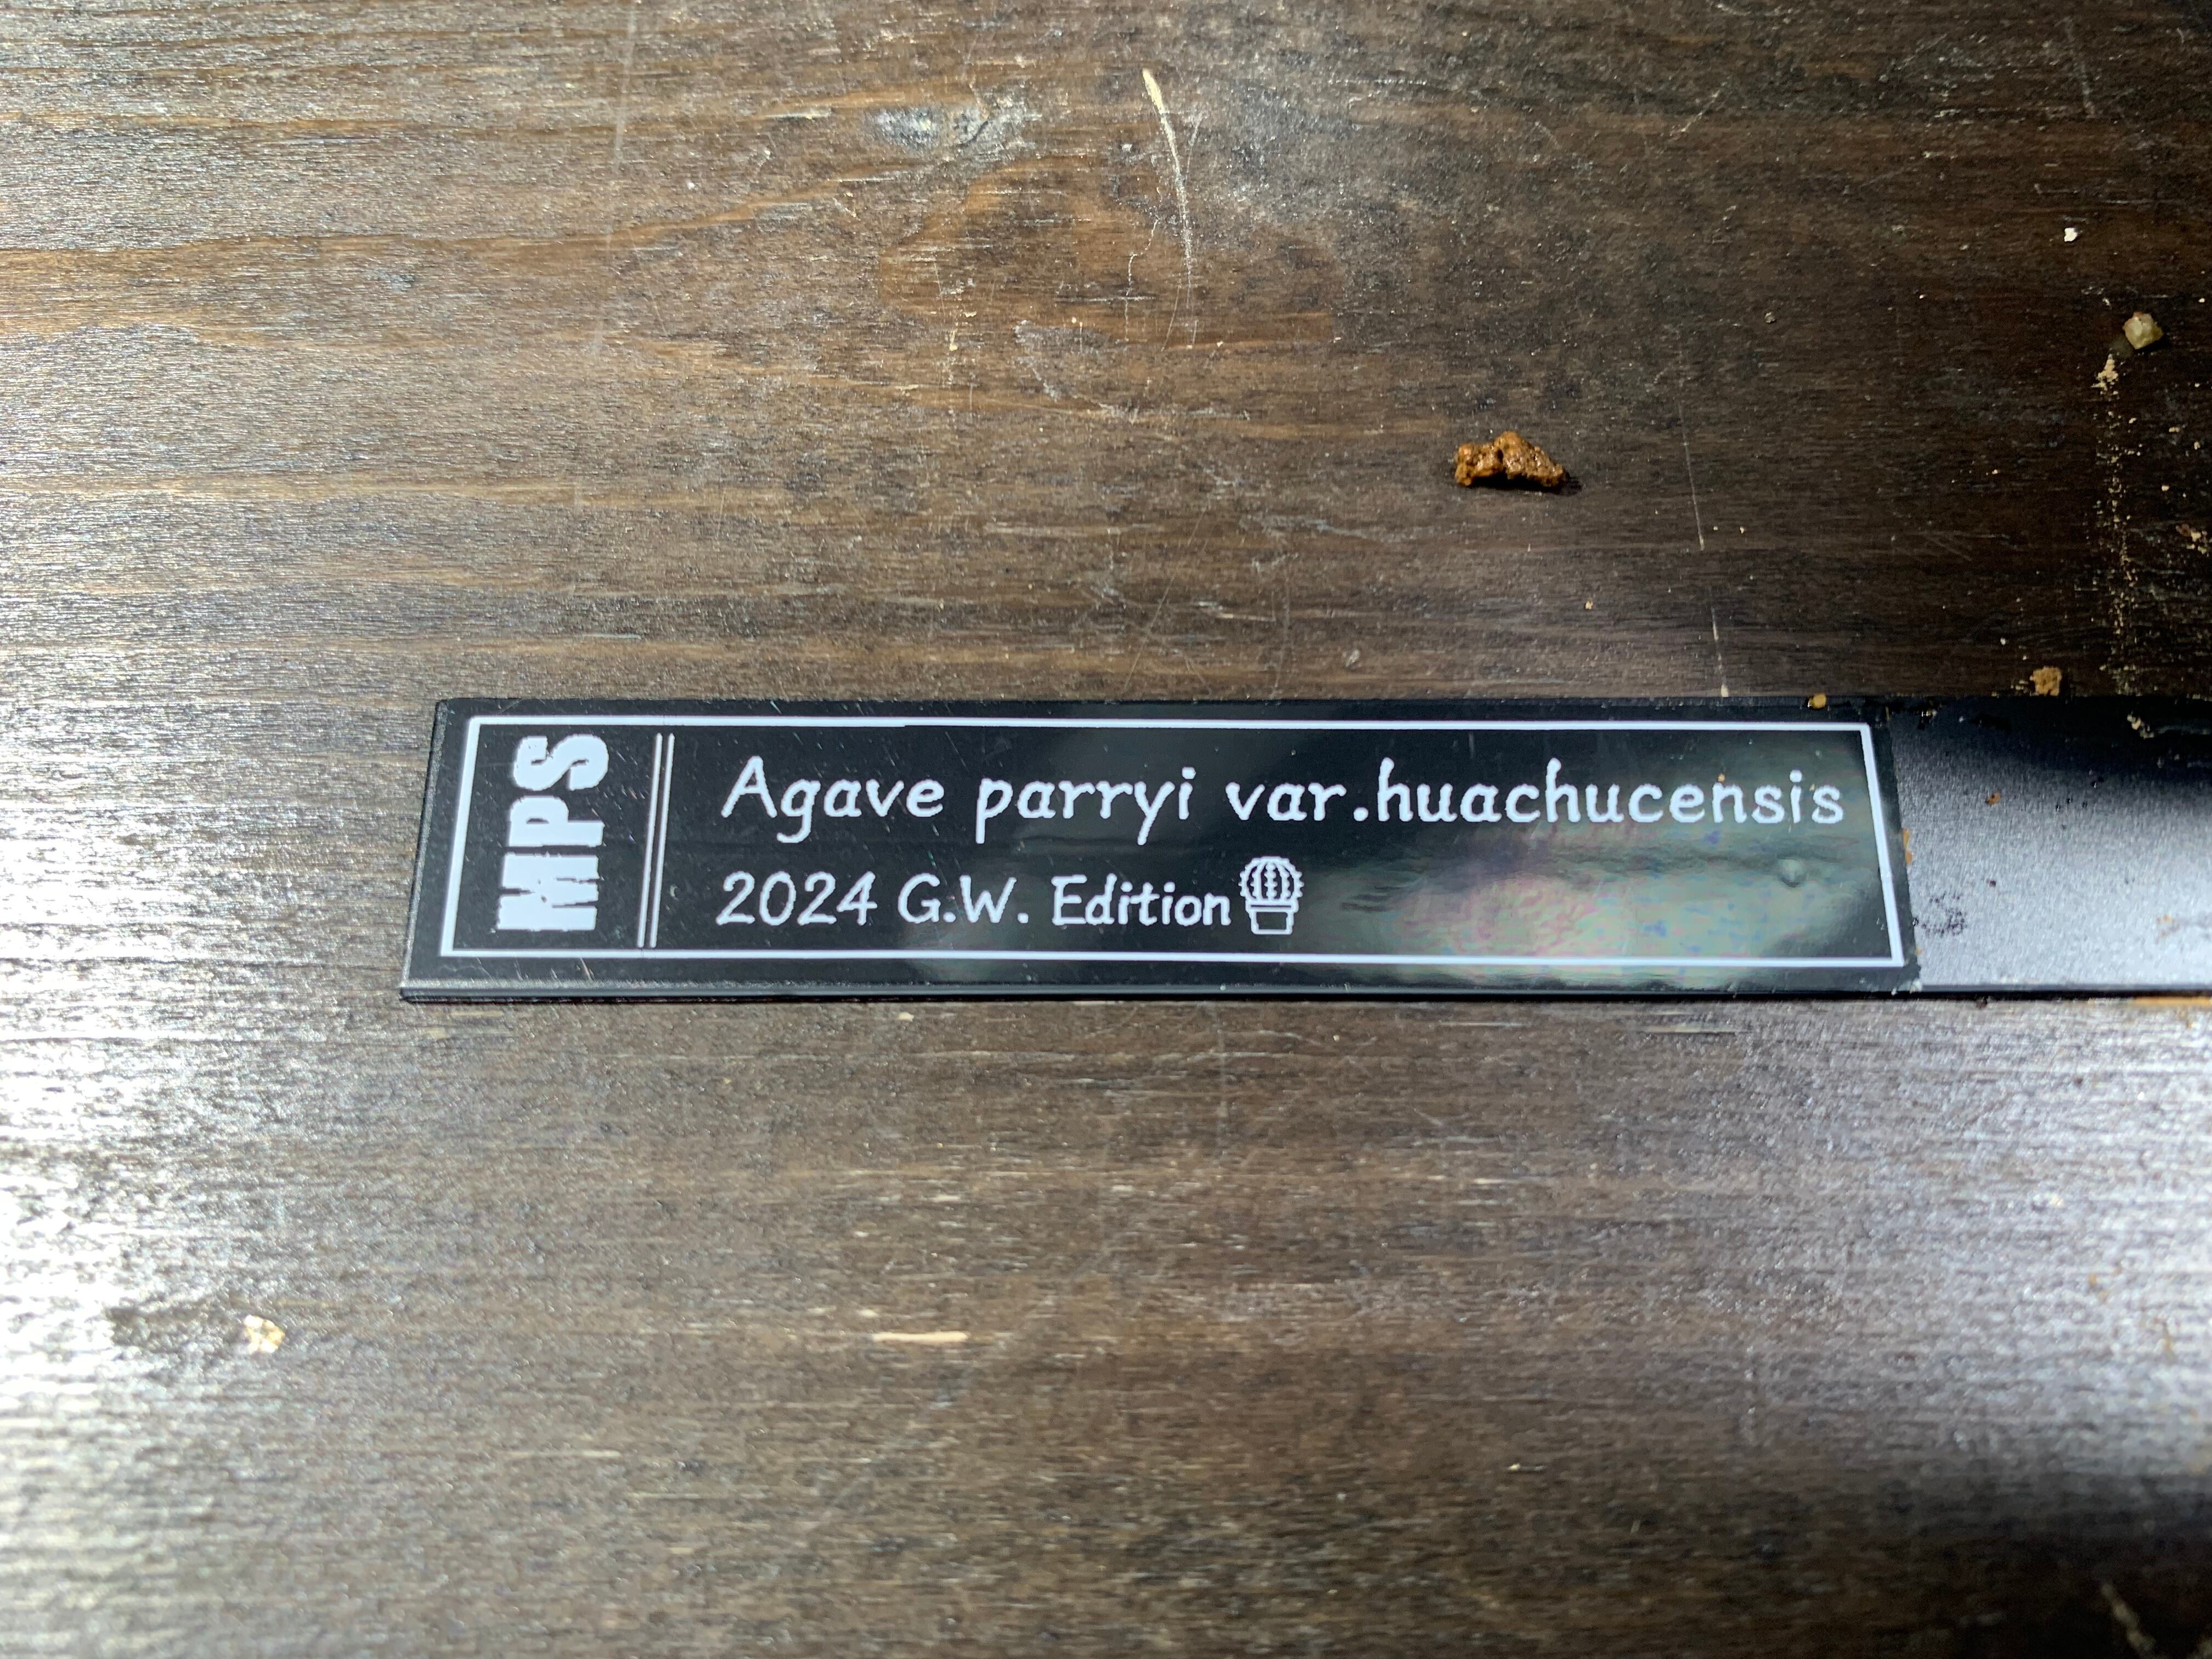 MPS
Agave parryi var.huachucensis
2024 G.W. Edition